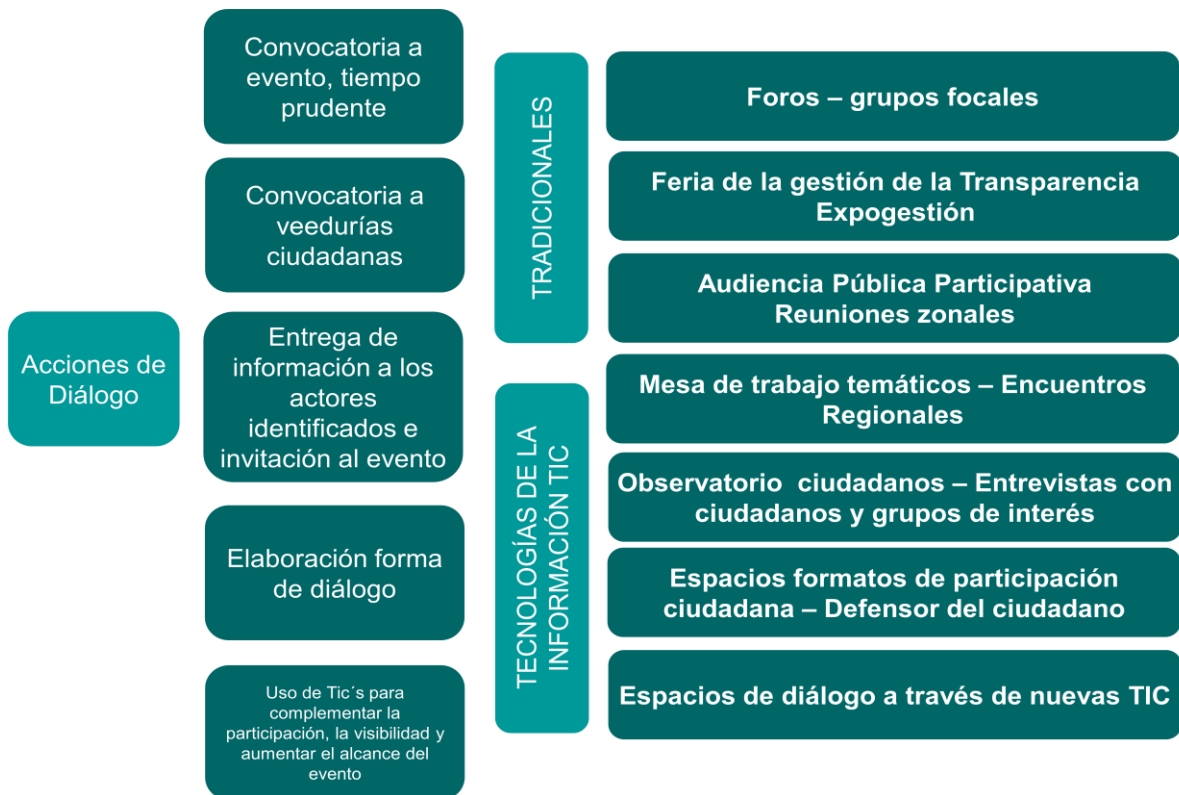 Acciones de
Diálogo
Convocatoria a
evento, tiempo
prudente
Convocatoria a
veedurías
ciudadanas
Entrega de
información a los
actores
identificados e
invitación al evento
Elaboración forma
de diálogo
Uso de Tic´s para
complementar la
participación, la visibilidad y
aumentar el alcance del
evento
TRADICIONALES
TECNOLOGÍAS DE LA
INFORMACIÓN TIC
Foros – grupos focales
Feria de la gestión de la Transparencia
Expogestión
Audiencia Pública Participativa
Reuniones zonales
Mesa de trabajo temáticos – Encuentros
Regionales
Observatorio  ciudadanos – Entrevistas con
ciudadanos y grupos de interés
Espacios formatos de participación
ciudadana – Defensor del ciudadano
Espacios de diálogo a través de nuevas TIC